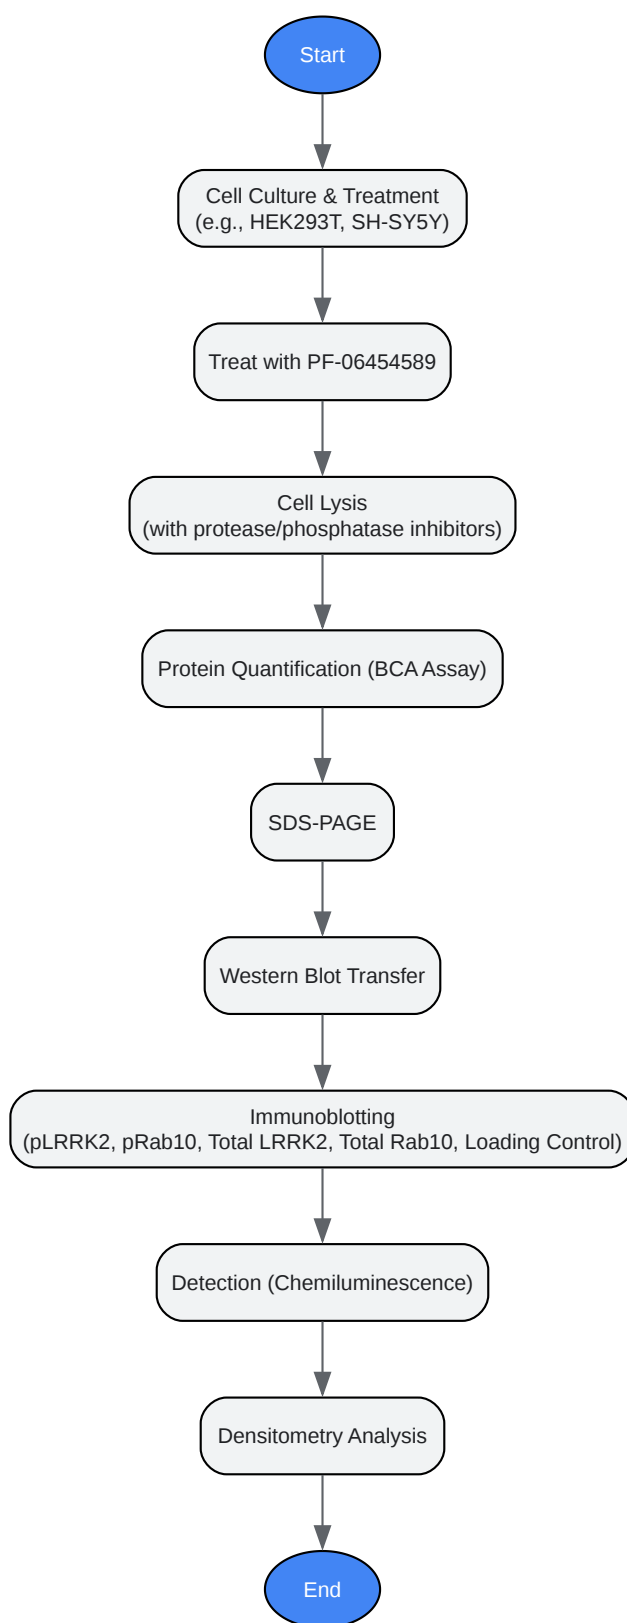 Start
Cell Culture & Treatment
(e.g., HEK293T, SH-SY5Y)
Treat with PF-06454589
Cell Lysis
(with protease/phosphatase inhibitors)
Protein Quantification (BCA Assay)
SDS-PAGE
Western Blot Transfer
Immunoblotting
(pLRRK2, pRab10, Total LRRK2, Total Rab10, Loading Control)
Detection (Chemiluminescence)
Densitometry Analysis
End